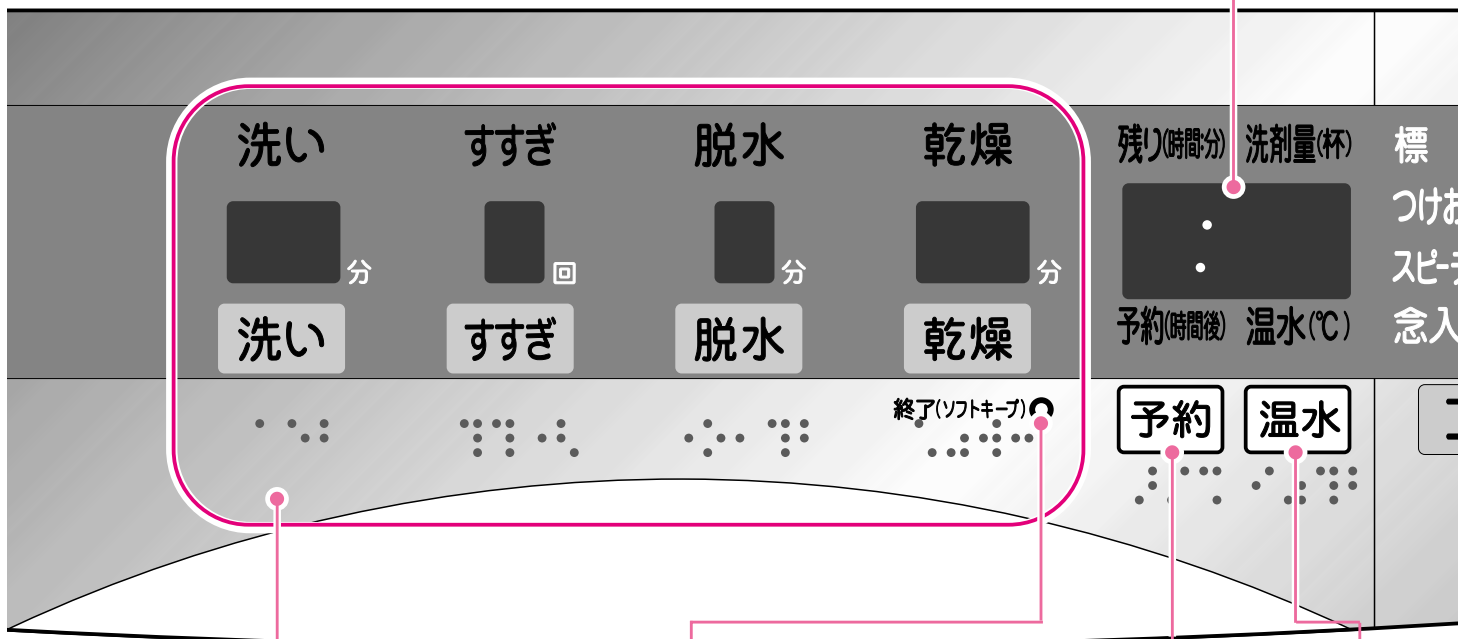 洗い すすぎ 脱水 乾燥
分 回 分 分
洗い すすぎ 脱水 乾燥
終了(ソフトキープ)
残り(時間:分) 洗剤量(杯)
予約(時間後) 温水(℃)
予約 温水
標
つけお
スピーデ
念入